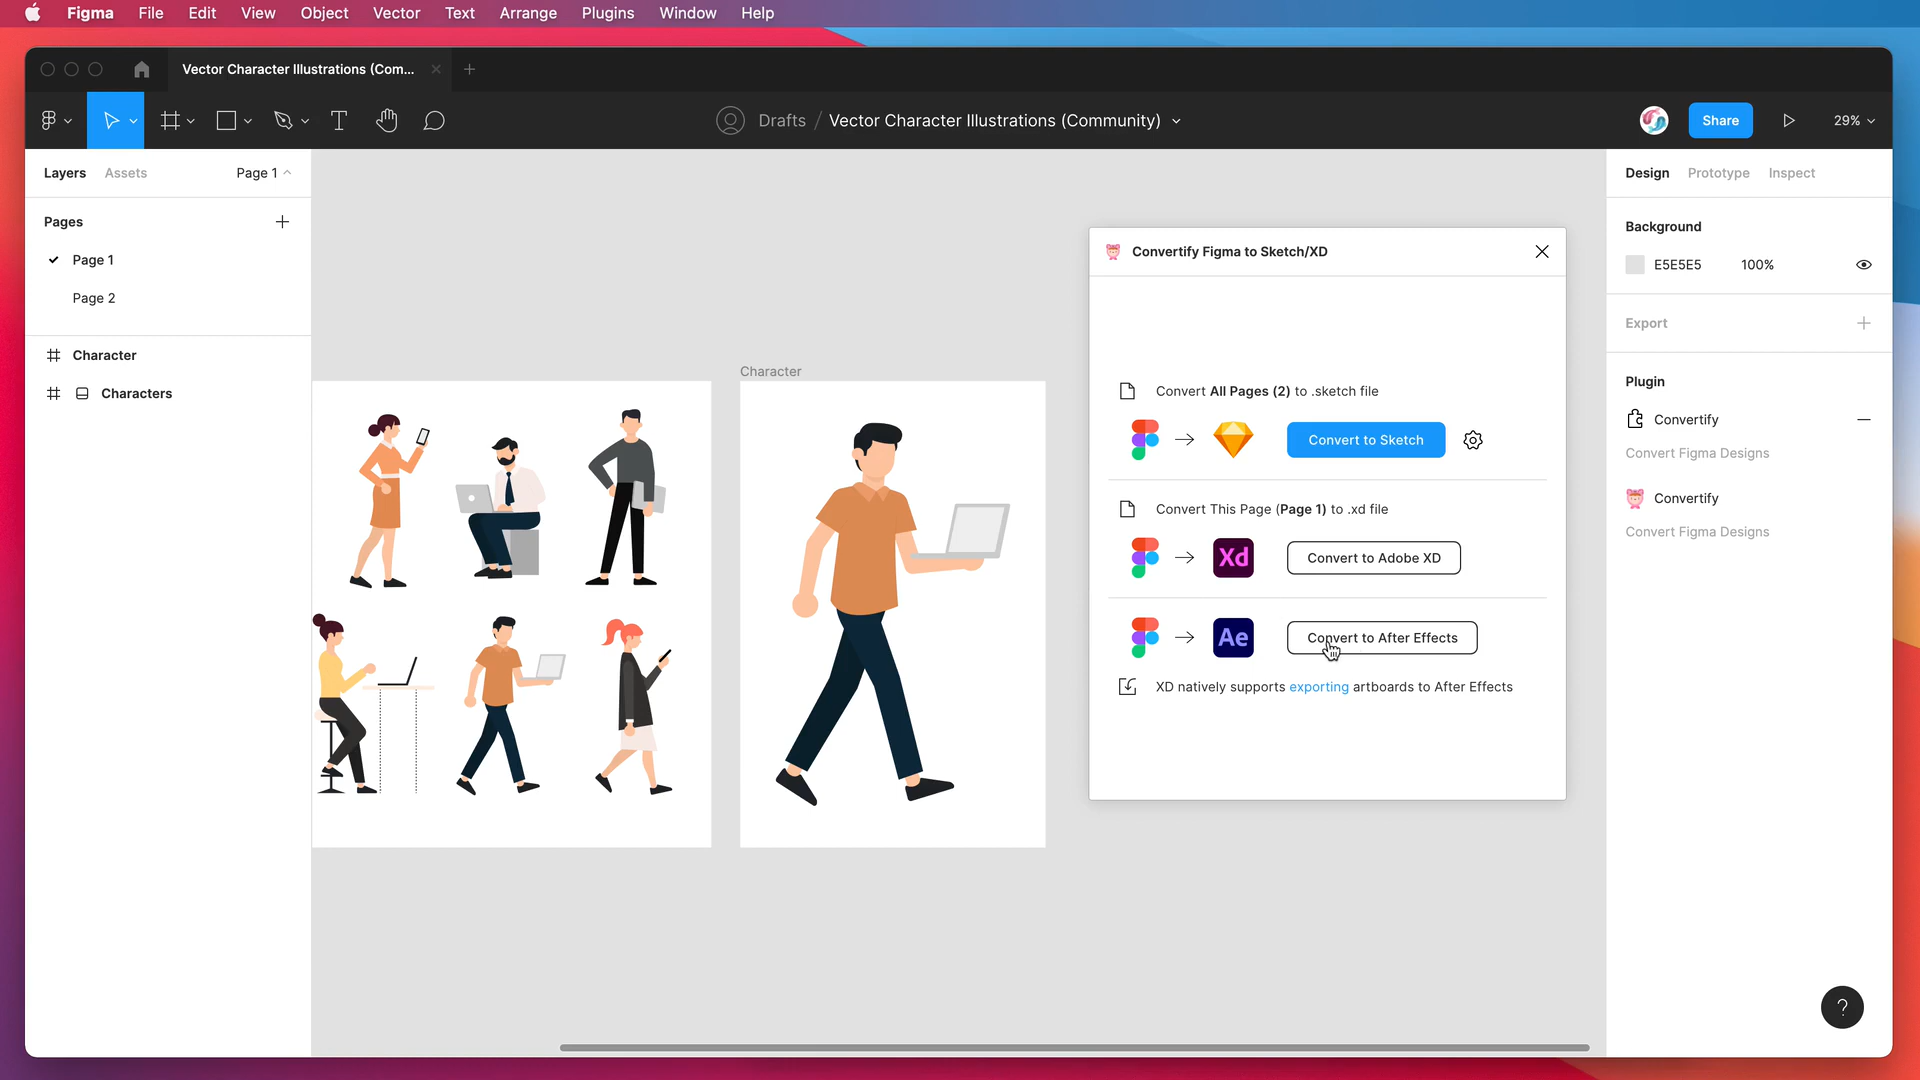 Figma File Edit View Object Vector Text Arrange Plugins Window Help
Vector Character Illustrations (Com...
Drafts / Vector Character Illustrations (Community)
Share
29%
Layers Assets Page 1
Design Prototype Inspect
Pages
Page 1
Page 2
Character
Characters
Character
Convertify Figma to Sketch/XD
Convert All Pages (2) to .sketch file
Convert to Sketch
Convert This Page (Page 1) to .xd file
Xd
Convert to Adobe XD
Ae
Convert to After Effects
XD natively supports exporting artboards to After Effects
Background
E5E5E5 100%
Export
Plugin
Convertify
Convert Figma Designs
Convertify
Convert Figma Designs
?